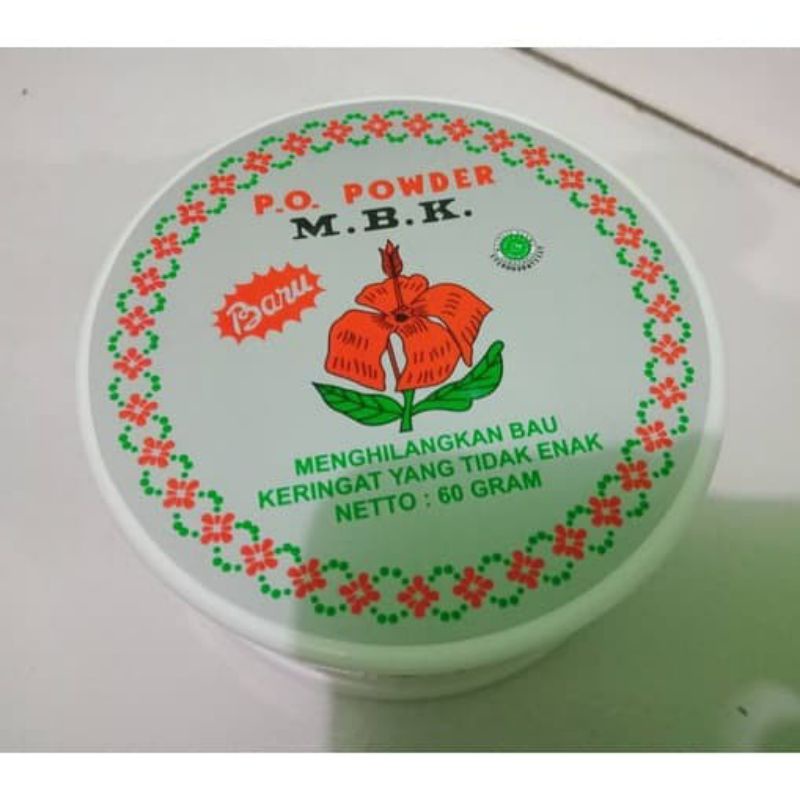 P.O. POWDER
M.B.K.
Baru
MENGHILANGKAN BAU
KERINGAT YANG TIDAK ENAK
NETTO : 60 GRAM